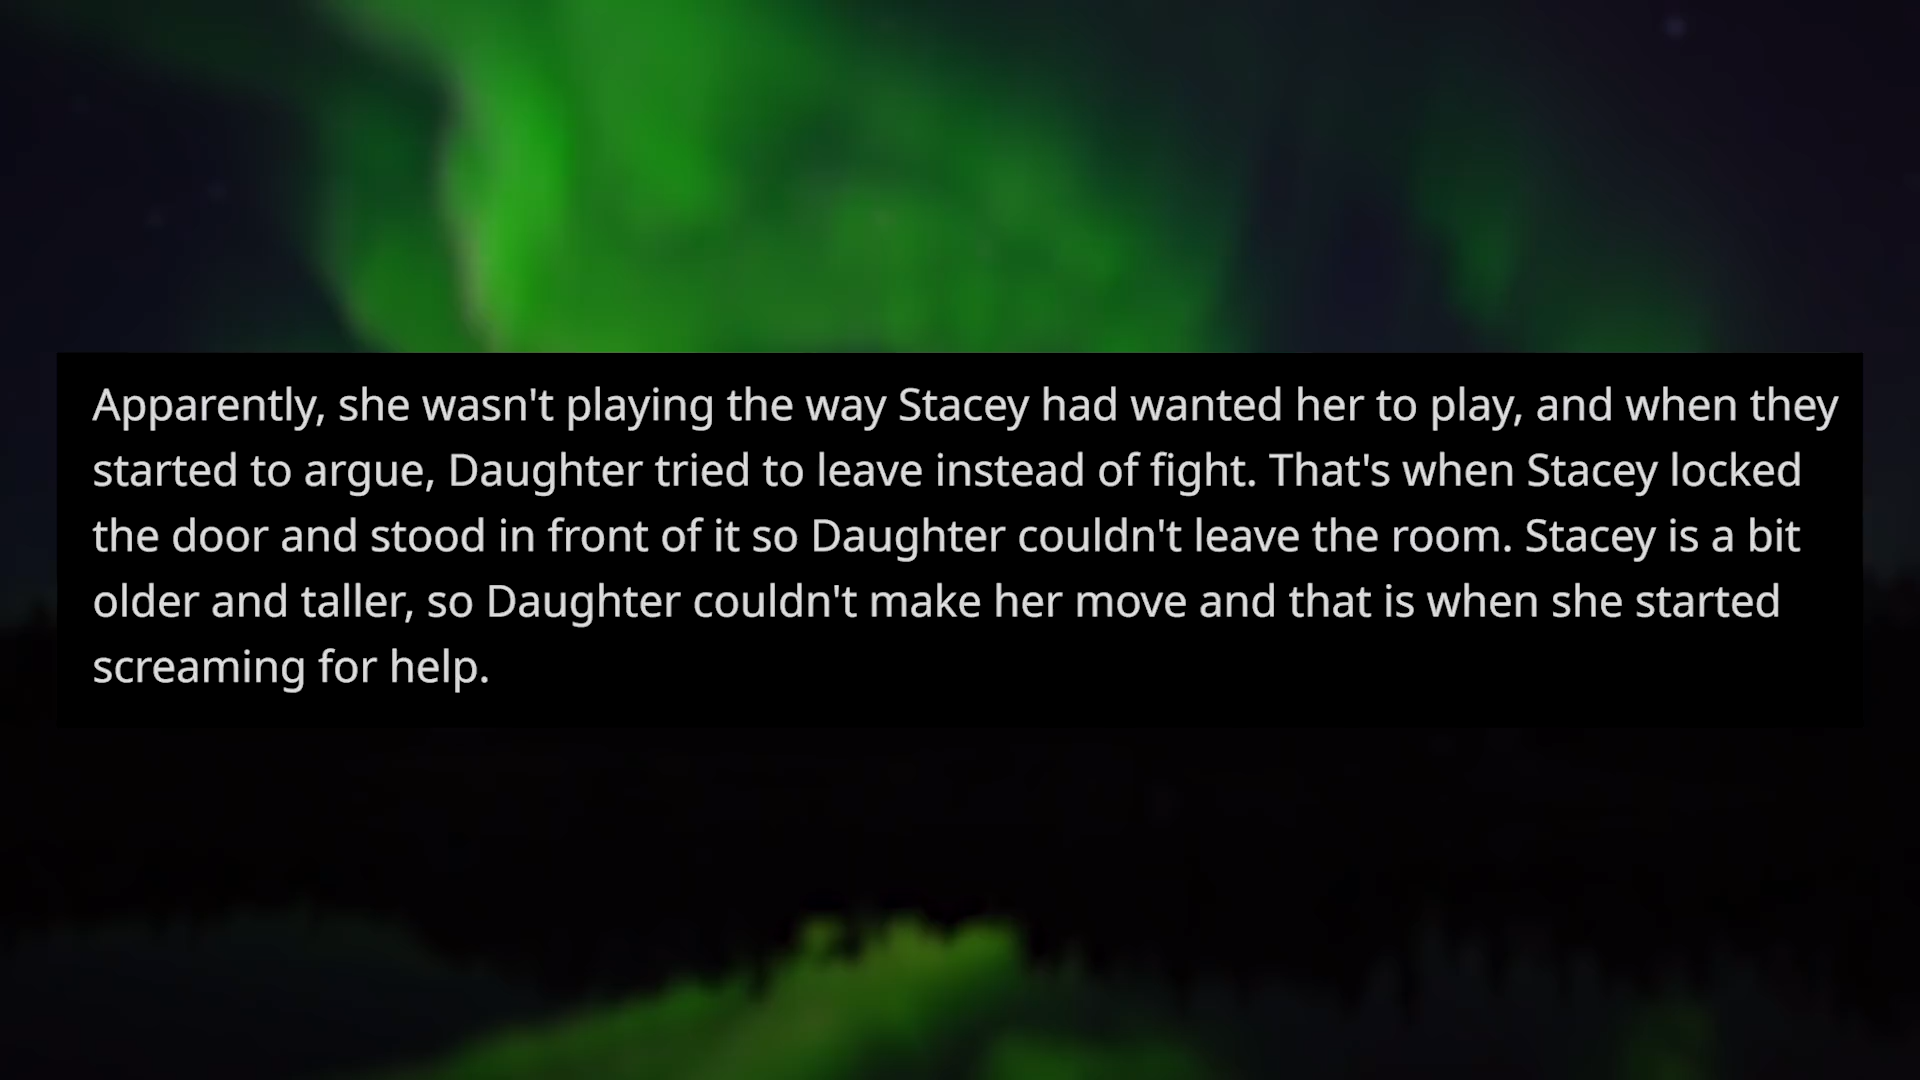 Apparently, she wasn't playing the way Stacey had wanted her to play, and when they
started to argue, Daughter tried to leave instead of fight. That's when Stacey locked
the door and stood in front of it so Daughter couldn't leave the room. Stacey is a bit
older and taller, so Daughter couldn't make her move and that is when she started
screaming for help.